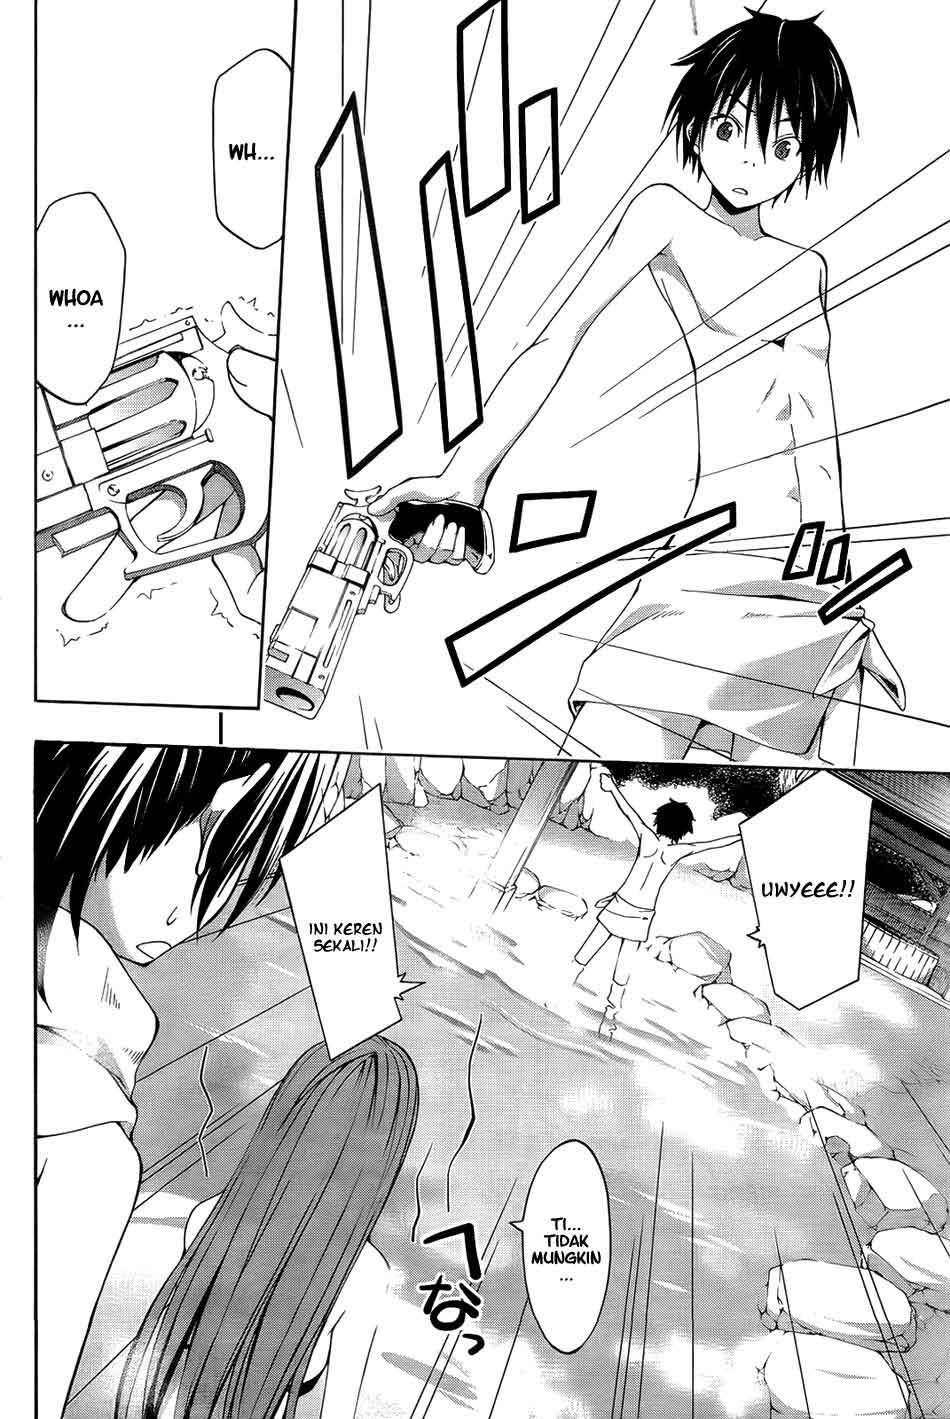 WH...
WHOA
...
UWYEEE!!
INI KEREN
SEKALI!!
TI...
TIDAK
MUNGKIN
...
へなっ